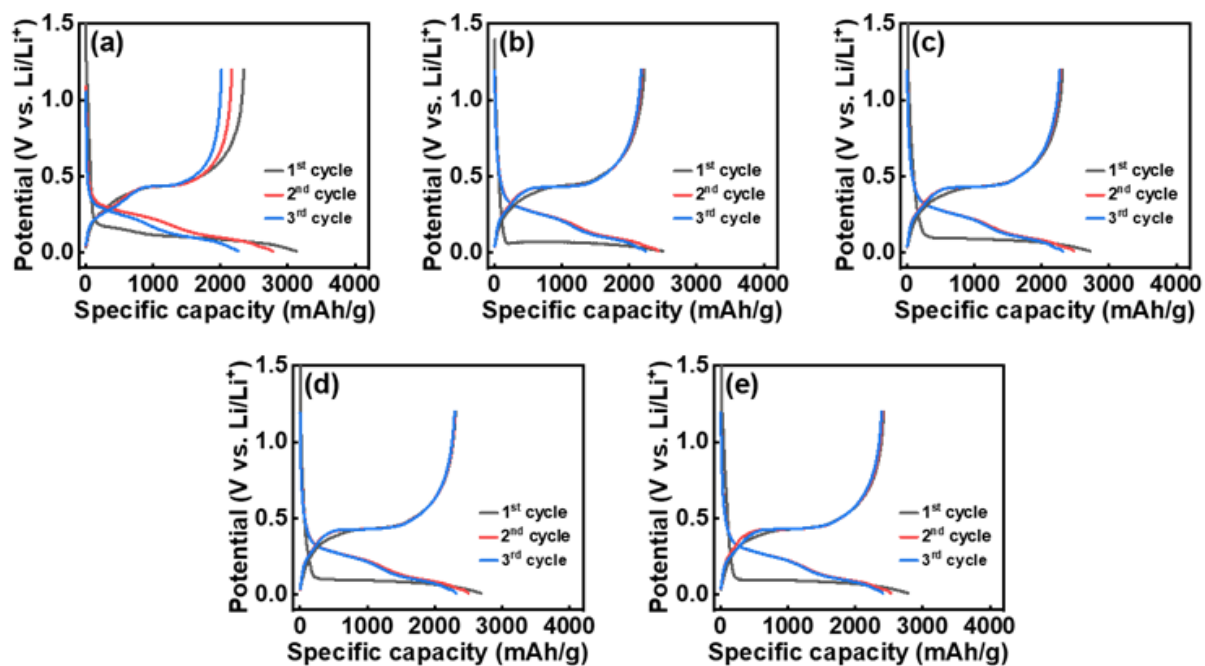 (a)
1.5
1.0
0.5
0.0
Potential (V vs. Li/Li⁺)
1ˢᵗ cycle
2ⁿᵈ cycle
3ʳᵈ cycle
0 1000 2000 3000 4000
Specific capacity (mAh/g)
(b)
1.5
1.0
0.5
0.0
Potential (V vs. Li/Li⁺)
1ˢᵗ cycle
2ⁿᵈ cycle
3ʳᵈ cycle
0 1000 2000 3000 4000
Specific capacity (mAh/g)
(c)
1.5
1.0
0.5
0.0
Potential (V vs. Li/Li⁺)
1ˢᵗ cycle
2ⁿᵈ cycle
3ʳᵈ cycle
0 1000 2000 3000 4000
Specific capacity (mAh/g)
(d)
1.5
1.0
0.5
0.0
Potential (V vs. Li/Li⁺)
1ˢᵗ cycle
2ⁿᵈ cycle
3ʳᵈ cycle
0 1000 2000 3000 4000
Specific capacity (mAh/g)
(e)
1.5
1.0
0.5
0.0
Potential (V vs. Li/Li⁺)
1ˢᵗ cycle
2ⁿᵈ cycle
3ʳᵈ cycle
0 1000 2000 3000 4000
Specific capacity (mAh/g)